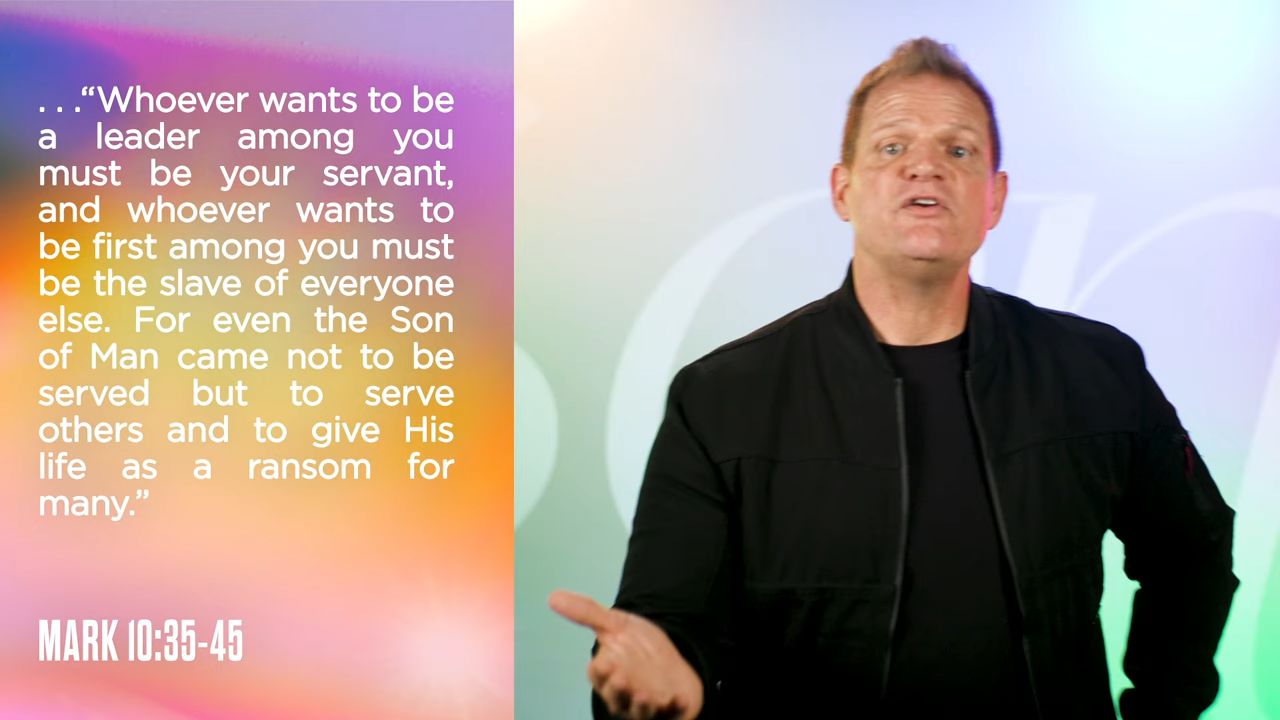 . . .“Whoever wants to be
a leader among you
must be your servant,
and whoever wants to
be first among you must
be the slave of everyone
else. For even the Son
of Man came not to be
served but to serve
others and to give His
life as a ransom for
many.”
MARK 10:35-45